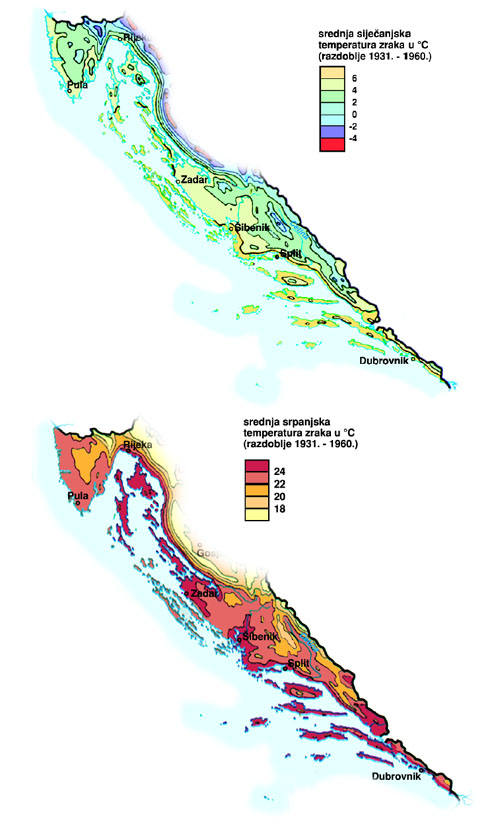 srednja siječanjska
temperatura zraka u °C
(razdoblje 1931. - 1960.)
6
4
2
0
-2
-4
Rijeka
Pula
Zadar
Šibenik
Split
Dubrovnik
srednja srpanjska
temperatura zraka u °C
(razdoblje 1931. - 1960.)
24
22
20
18
Rijeka
Pula
Zadar
Šibenik
Split
Dubrovnik